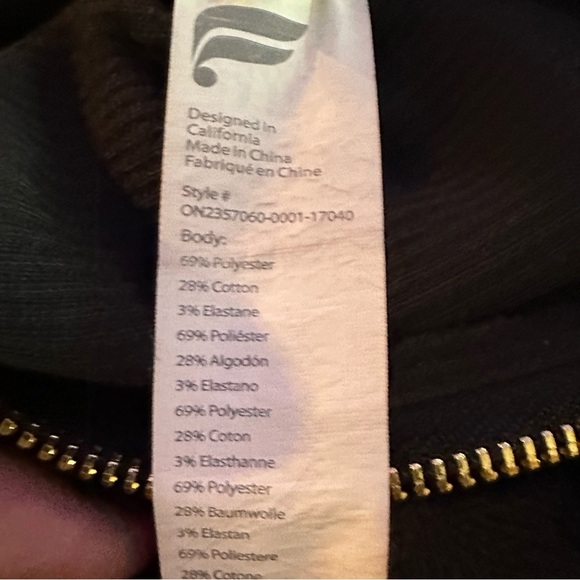 Designed in
California
Made in China
Fabriqué en Chine
Style #
ON2357060-0001-17040
Body:
69% Polyester
28% Cotton
3% Elastane
69% Poliéster
28% Algodón
3% Elastano
69% Polyester
28% Coton
3% Elasthanne
69% Polyester
28% Baumwolle
3% Elastan
69% Poliestere
28% Cotone